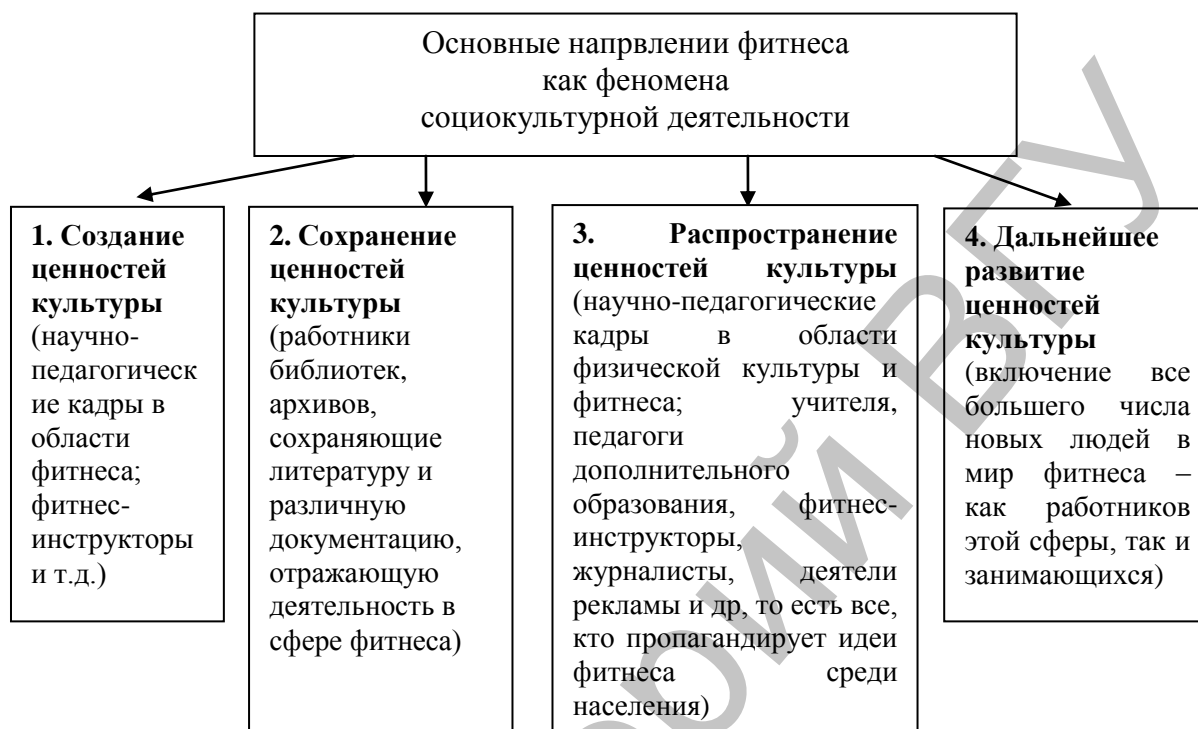 Основные напрвлении фитнеса
как феномена
социокультурной деятельности
1. Создание
ценностей
культуры
(научно-
педагогическ
ие кадры в
области
фитнеса;
фитнес-
инструкторы
и т.д.)
2. Сохранение
ценностей
культуры
(работники
библиотек,
архивов,
сохраняющие
литературу и
различную
документацию,
отражающую
деятельность в
сфере фитнеса)
3. Распространение
ценностей культуры
(научно-педагогические
кадры в области
физической культуры и
фитнеса; учителя,
педагоги
дополнительного
образования, фитнес-
инструкторы,
журналисты, деятели
рекламы и др, то есть все,
кто пропагандирует идеи
фитнеса среди
населения)
4. Дальнейшее
развитие
ценностей
культуры
(включение все
большего числа
новых людей в
мир фитнеса –
как работников
этой сферы, так и
занимающихся)
орий ВГУ